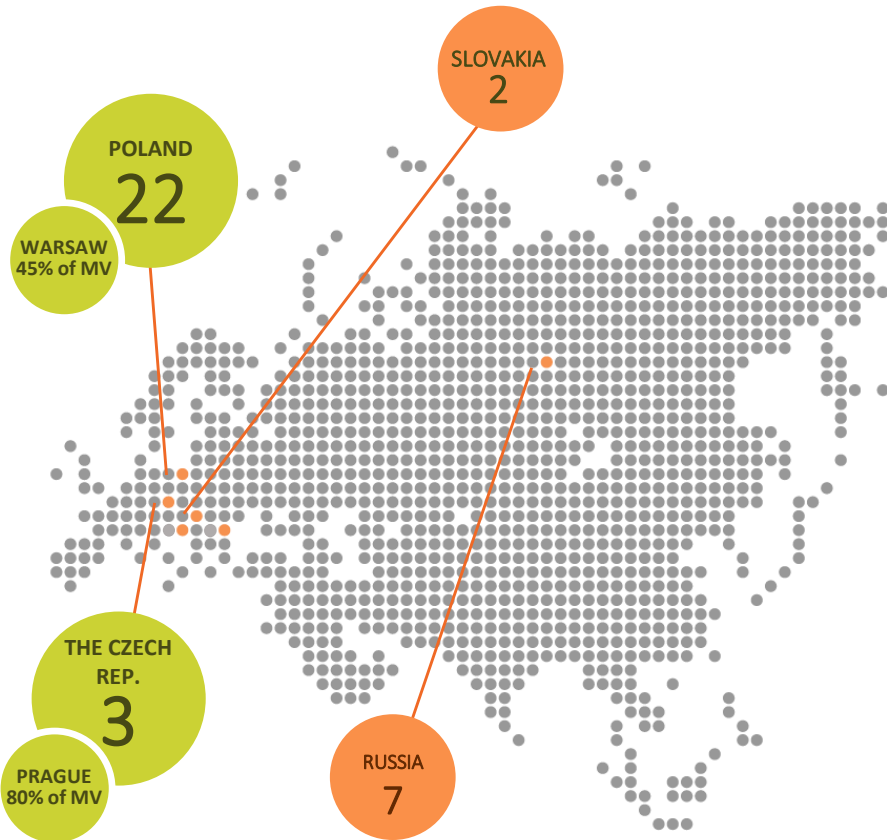 SLOVAKIA
2
POLAND
22
WARSAW
45% of MV
THE CZECH
REP.
3
PRAGUE
80% of MV
RUSSIA
7